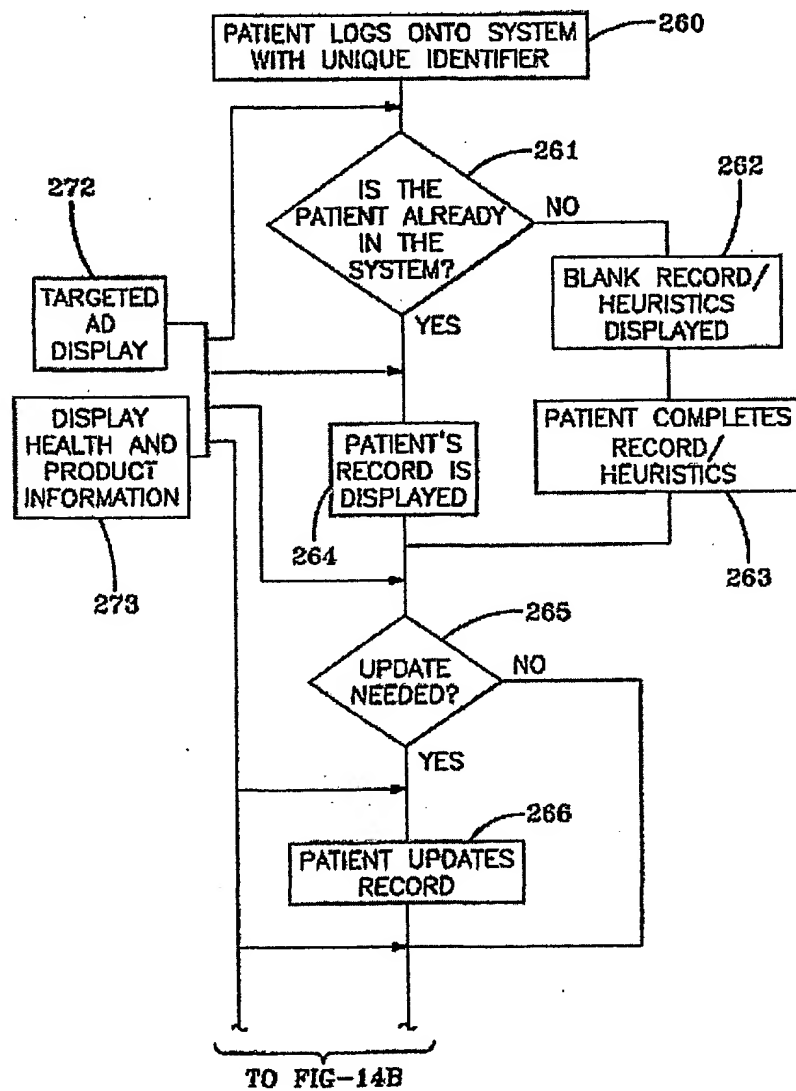 PATIENT LOGS ONTO SYSTEM
WITH UNIQUE IDENTIFIER
260
261
IS THE
PATIENT ALREADY
IN THE
SYSTEM?
NO
YES
262
BLANK RECORD/
HEURISTICS
DISPLAYED
272
TARGETED
AD
DISPLAY
DISPLAY
HEALTH AND
PRODUCT
INFORMATION
273
PATIENT'S
RECORD IS
DISPLAYED
264
PATIENT COMPLETES
RECORD/
HEURISTICS
263
265
UPDATE
NEEDED?
NO
YES
266
PATIENT UPDATES
RECORD
TO FIG-14B